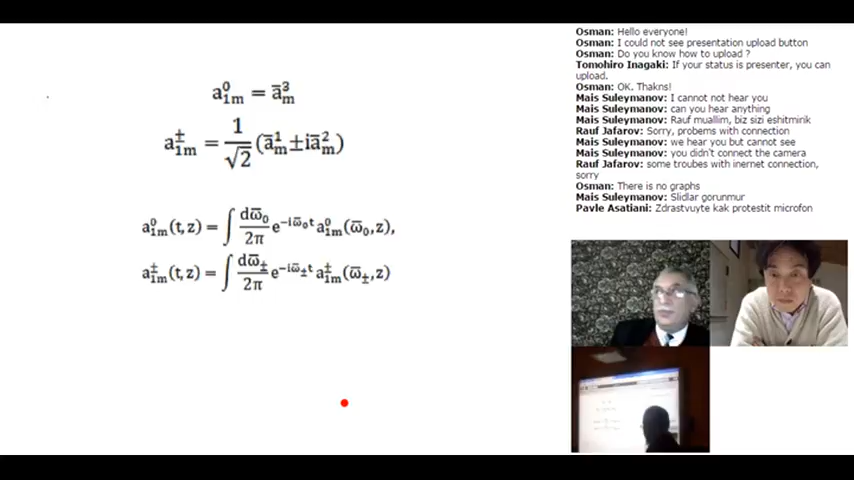 a⁰₁ₘ = ā³ₘ
a±₁ₘ = 1/√2 (ā¹ₘ±iā²ₘ)
a⁰₁ₘ(t,z) = ∫ dω̅₀/2π e^(−iω̅₀t) a⁰₁ₘ(ω̅₀,z),
a±₁ₘ(t,z) = ∫ dω̅±/2π e^(−iω̅±t) a±₁ₘ(ω̅±,z)
Osman: Hello everyone!
Osman: I could not see presentation upload button
Osman: Do you know how to upload ?
Tomohiro Inagaki: If your status is presenter, you can
upload.
Osman: OK. Thakns!
Mais Suleymanov: I cannot not hear you
Mais Suleymanov: can you hear anything
Mais Suleymanov: Rauf muallim, biz sizi eshitmirik
Rauf Jafarov: Sorry, probems with connection
Mais Suleymanov: we hear you but cannot see
Mais Suleymanov: you didn't connect the camera
Rauf Jafarov: some troubes with inernet connection,
sorry
Osman: There is no graphs
Mais Suleymanov: Slidlar gorunmur
Pavle Asatiani: Zdrastvuyte kak protestit microfon